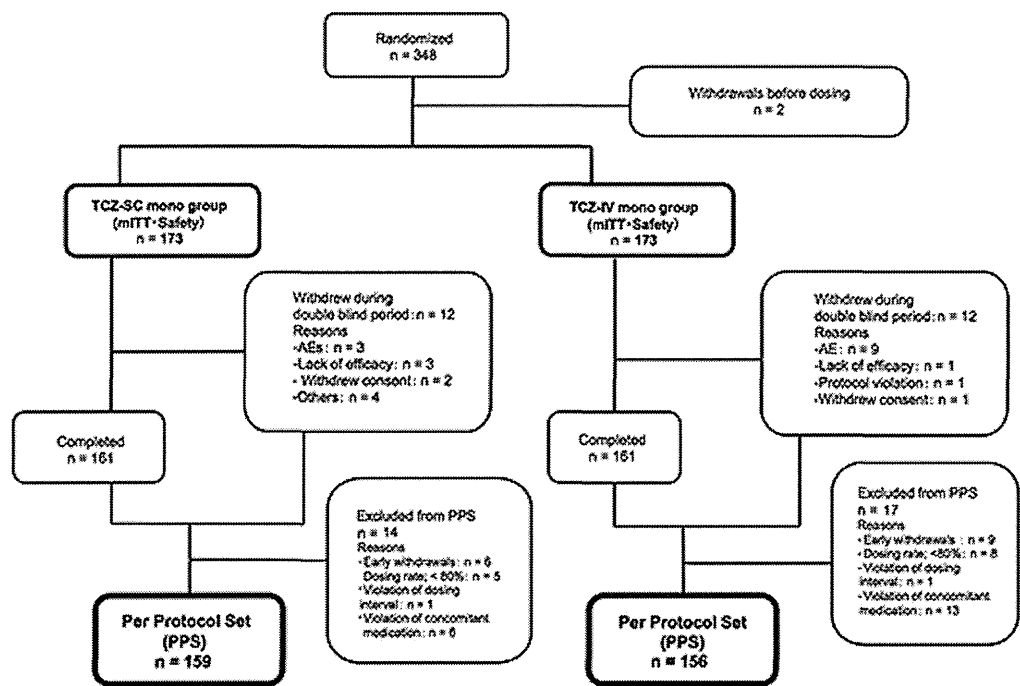 Randomized
n = 348
Withdrawals before dosing
n = 2
TCZ-SC mono group
(mITT・Safety)
n = 173
TCZ-IV mono group
(mITT・Safety)
n = 173
Withdrew during
double blind period: n = 12
Reasons
・AEs: n = 3
・Lack of efficacy: n = 3
・Withdrew consent: n = 2
・Others: n = 4
Withdrew during
double blind period: n = 12
Reasons
・AE: n = 9
・Lack of efficacy: n = 1
・Protocol violation: n = 1
・Withdrew consent: n = 1
Completed
n = 161
Completed
n = 161
Excluded from PPS
n = 14
Reasons
・Early withdrawals: n = 6
Dosing rate; < 80%: n = 5
・Violation of dosing
interval: n = 1
・Violation of concomitant
medication: n = 6
Excluded from PPS
n = 17
Reasons
・Early withdrawals: n = 9
・Dosing rate; <80%: n = 8
・Violation of dosing
interval: n = 1
・Violation of concomitant
medication: n = 13
Per Protocol Set
(PPS)
n = 159
Per Protocol Set
(PPS)
n = 156